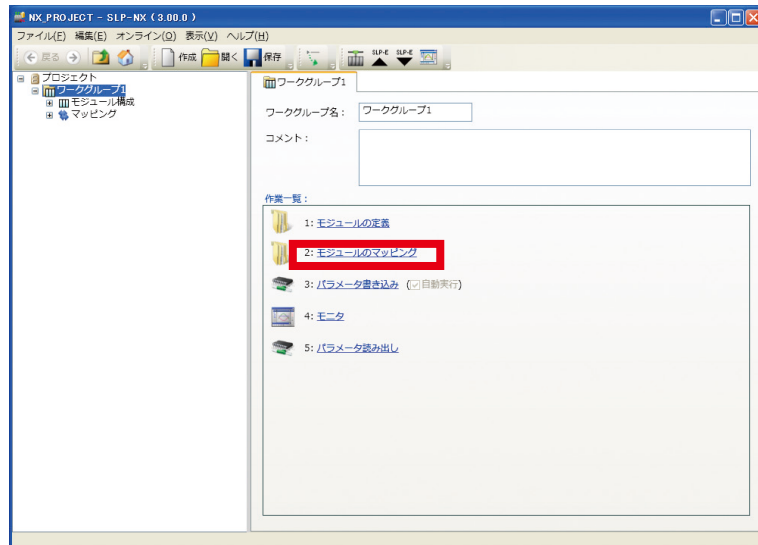 NX_PROJECT - SLP-NX ( 3.00.0 )
ファイル(F) 編集(E) オンライン(O) 表示(V) ヘルプ(H)
戻る 作成 開く 保存 SLP-E SLP-E
プロジェクト
ワークグループ1
モジュール構成
マッピング
ワークグループ1
ワークグループ名： ワークグループ1
コメント：
作業一覧：
1: モジュールの定義
2: モジュールのマッピング
3: パラメータ書き込み (自動実行)
4: モニタ
5: パラメータ読み出し